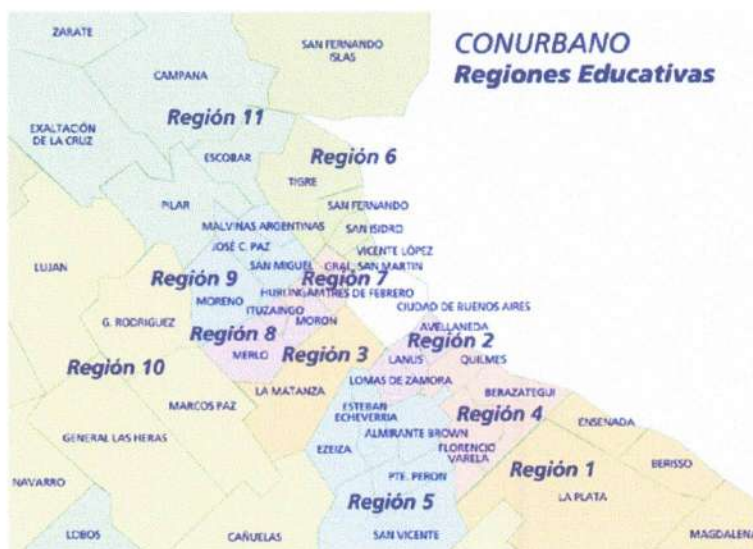 CONURBANO
Regiones Educativas
ZARATE
SAN FERNANDO
ISLAS
CAMPANA
Región 11
EXALTACIÓN
DE LA CRUZ
ESCOBAR
Región 6
TIGRE
PILAR
SAN FERNANDO
MALVINAS ARGENTINAS
SAN ISIDRO
JOSÉ C. PAZ
VICENTE LÓPEZ
LUJAN
SAN MIGUEL
GRAL. SAN MARTIN
Región 9
Región 7
MORENO
HURLINGAM
TRES DE FEBRERO
ITUZAINGO
CIUDAD DE BUENOS AIRES
G. RODRIGUEZ
MORON
AVELLANEDA
Región 8
Región 2
MERLO
Región 3
LANUS
QUILMES
Región 10
LOMAS DE ZAMORA
LA MATANZA
BERAZATEGUI
MARCOS PAZ
ESTEBAN
ECHEVERRIA
Región 4
ENSENADA
GENERAL LAS HERAS
ALMIRANTE BROWN
EZEIZA
FLORENCIO
VARELA
Región 1
BERISSO
NAVARRO
PTE. PERON
LA PLATA
Región 5
LOBOS
CAÑUELAS
SAN VICENTE
MAGDALENA